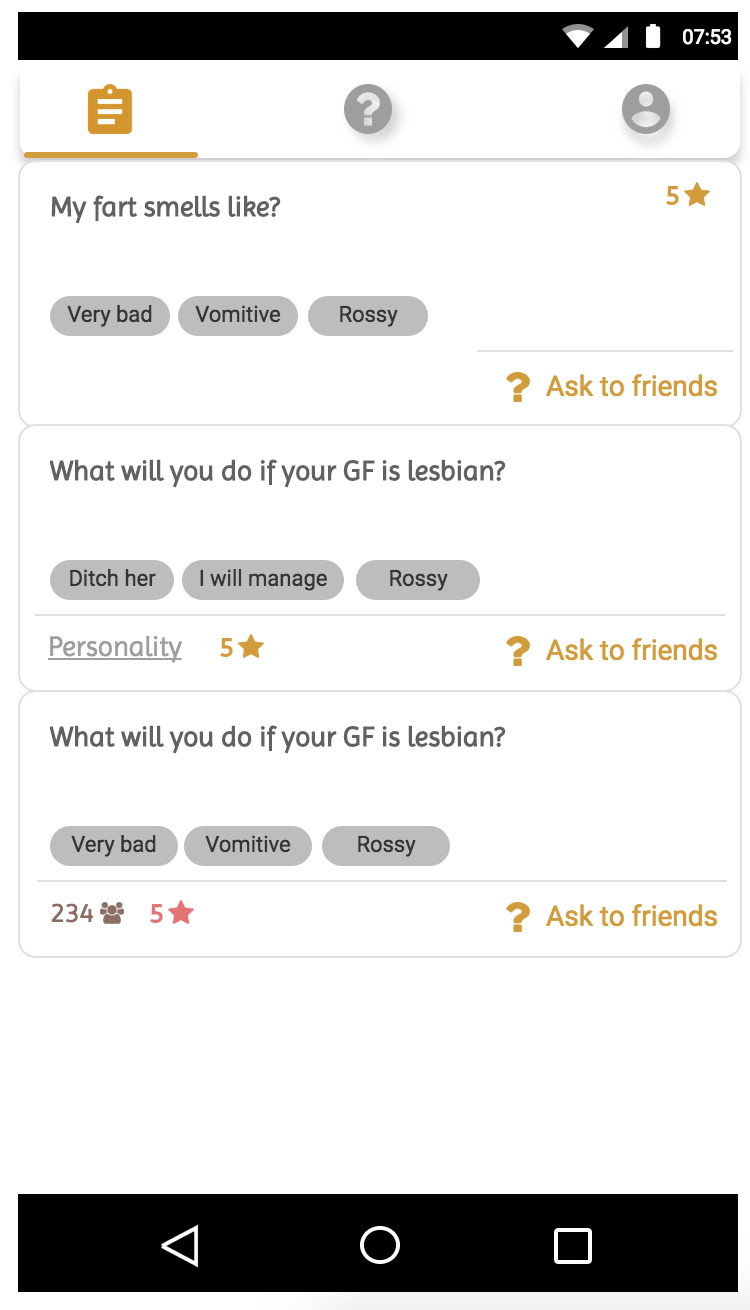 07:53
My fart smells like?
5
Very bad Vomitive Rossy
? Ask to friends
What will you do if your GF is lesbian?
Ditch her I will manage Rossy
Personality 5 ? Ask to friends
What will you do if your GF is lesbian?
Very bad Vomitive Rossy
234 5 ? Ask to friends